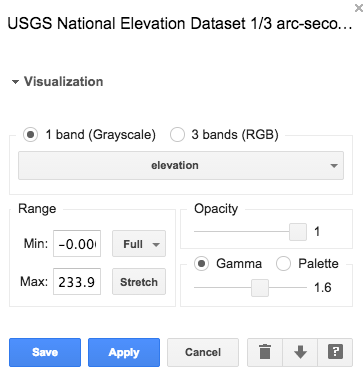 USGS National Elevation Dataset 1/3 arc-seco...
Visualization
1 band (Grayscale) 3 bands (RGB)
elevation
Range
Min: -0.00 Full
Max: 233.9 Stretch
Opacity
1
Gamma Palette
1.6
Save Apply Cancel ?